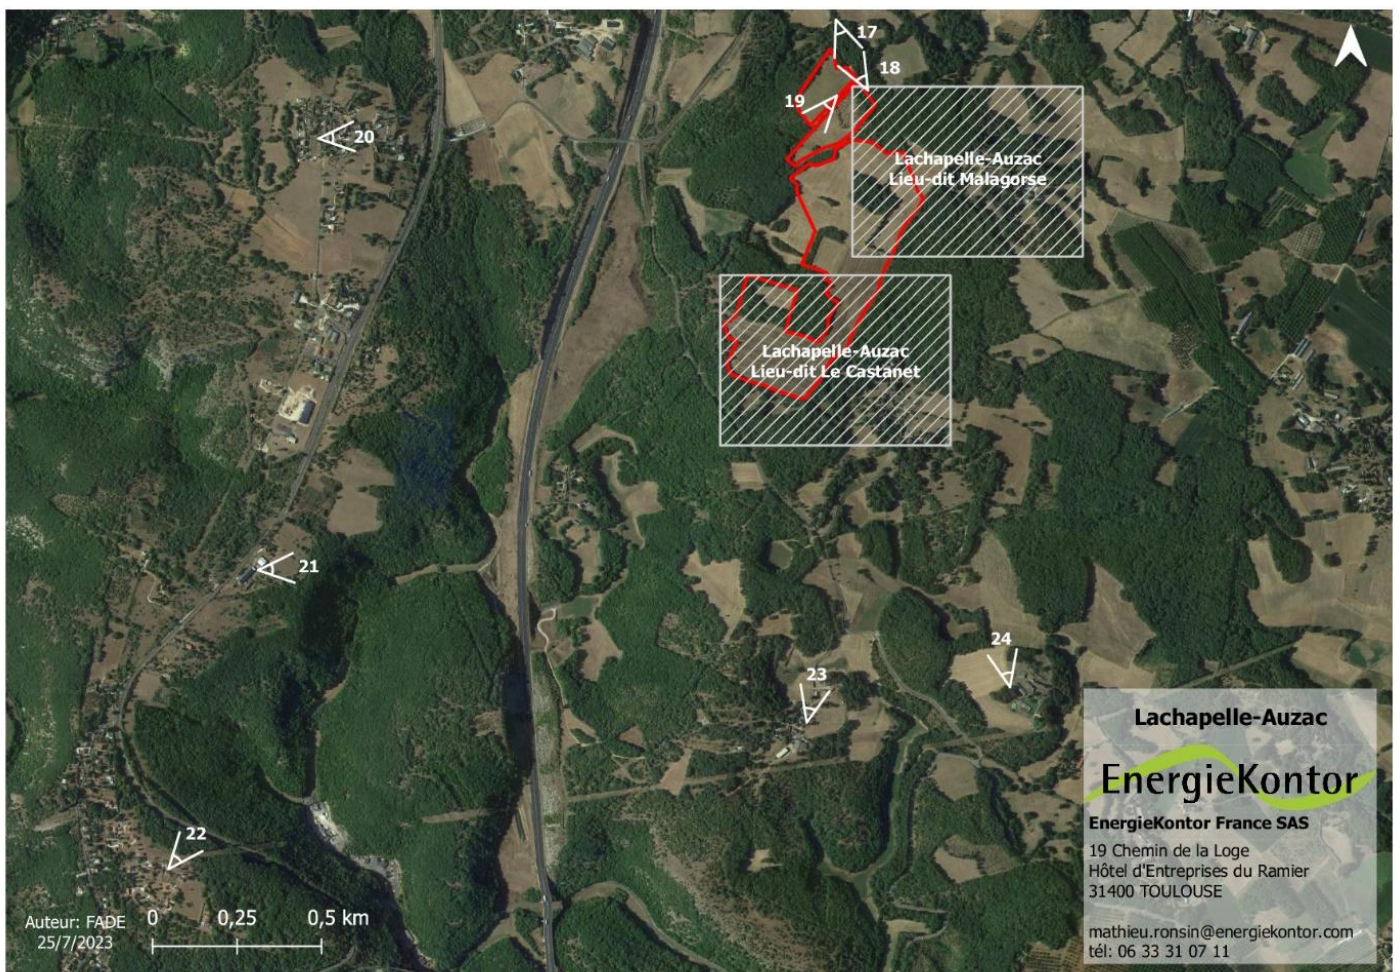 17
18
19
20
Lachapelle-Auzac
Lieu-dit Malagorse
Lachapelle-Auzac
Lieu-dit Le Castanet
21
24
23
22
Lachapelle-Auzac
EnergieKontor
EnergieKontor France SAS
19 Chemin de la Loge
Hôtel d'Entreprises du Ramier
31400 TOULOUSE
mathieu.ronsin@energiekontor.com
tél: 06 33 31 07 11
Auteur: FADE
25/7/2023
0 0,25 0,5 km